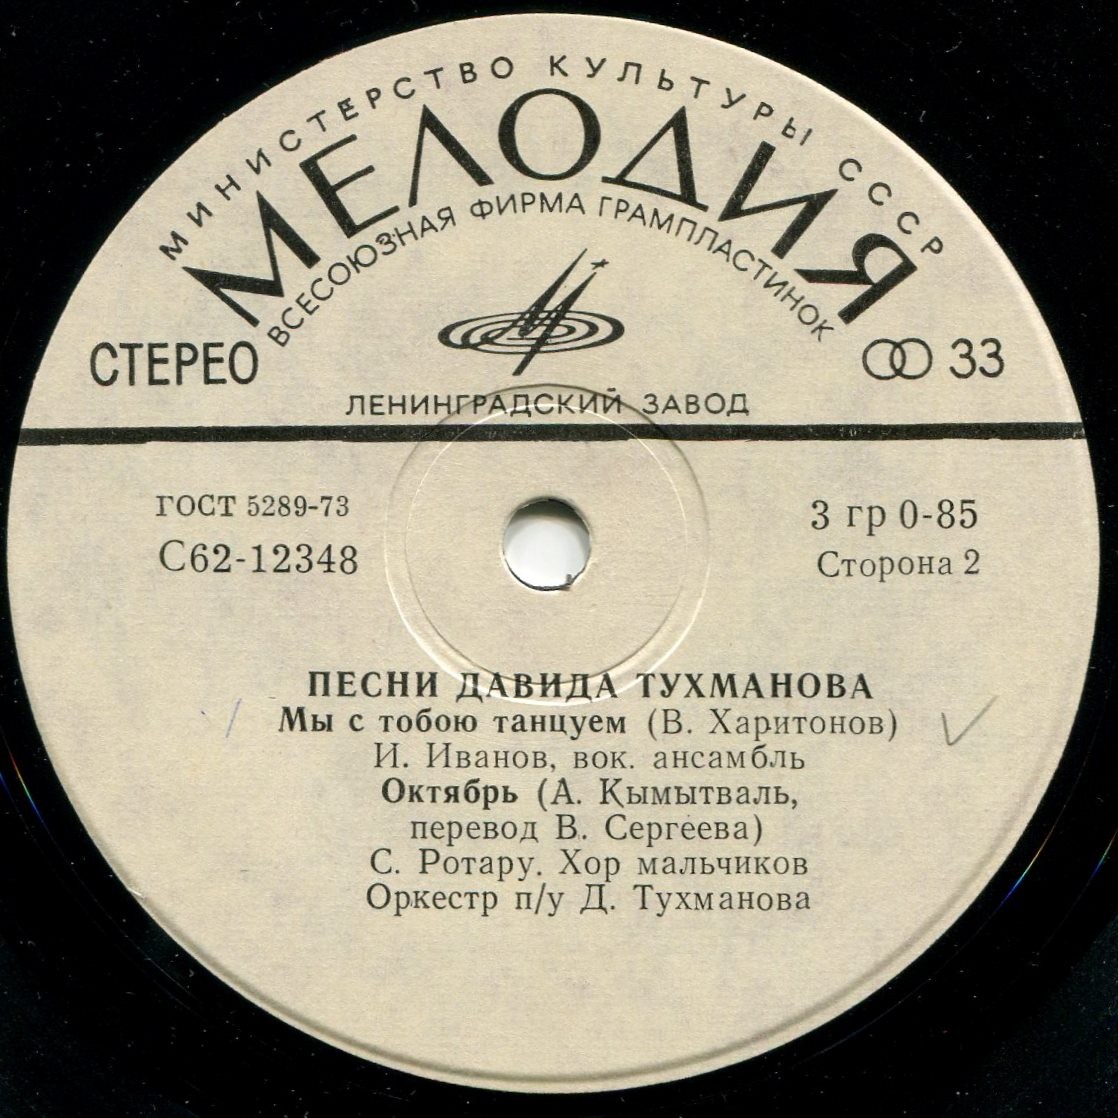 МИНИСТЕРСТВО КУЛЬТУРЫ СССР
МЕЛОДИЯ
ВСЕСОЮЗНАЯ ФИРМА ГРАМПЛАСТИНОК
СТЕРЕО
33
ЛЕНИНГРАДСКИЙ ЗАВОД
ГОСТ 5289-73
3 гр 0-85
С62-12348
Сторона 2
ПЕСНИ ДАВИДА ТУХМАНОВА
Мы с тобою танцуем (В. Харитонов)
И. Иванов, вок. ансамбль
Октябрь (А. Кымытваль,
перевод В. Сергеева)
С. Ротару. Хор мальчиков
Оркестр п/у Д. Тухманова